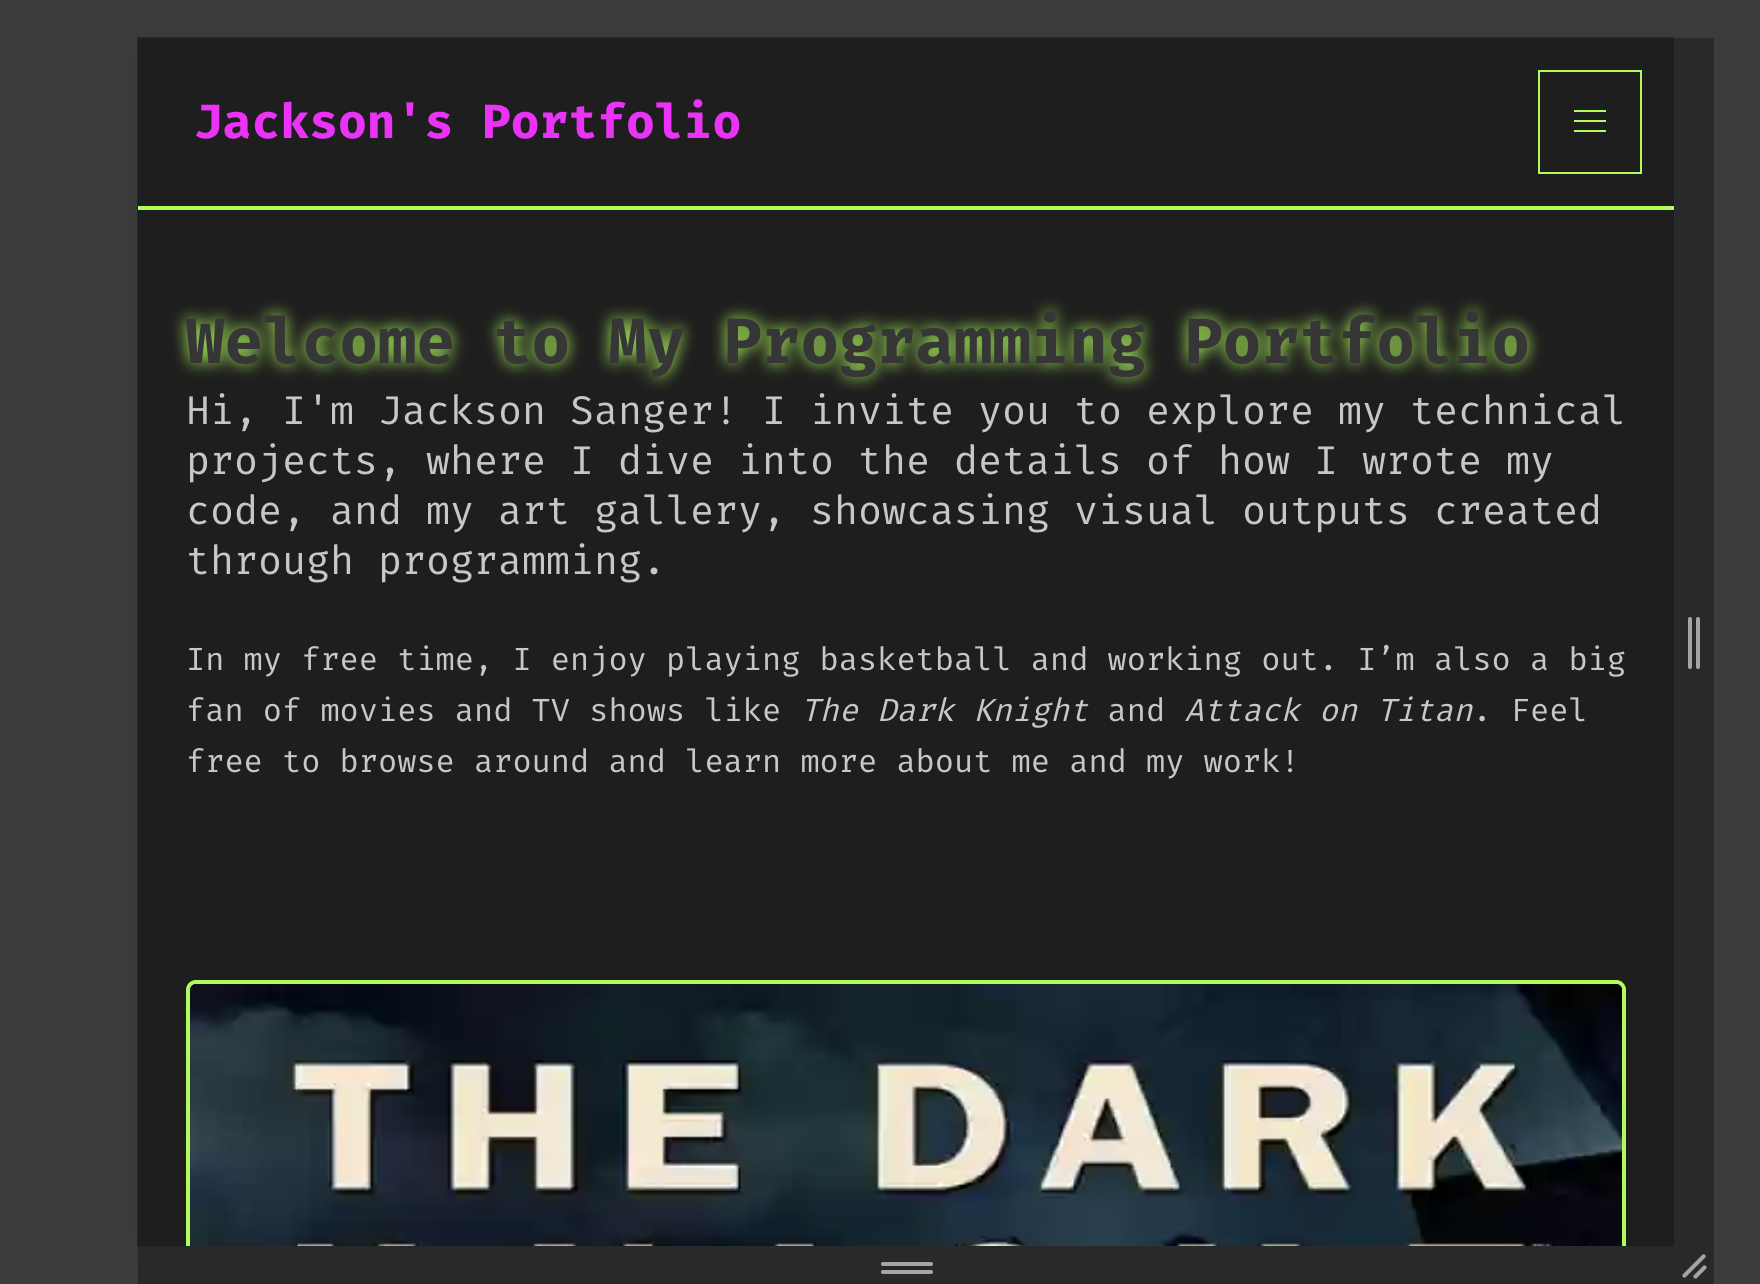 Jackson's Portfolio
Welcome to My Programming Portfolio
Hi, I'm Jackson Sanger! I invite you to explore my technical
projects, where I dive into the details of how I wrote my
code, and my art gallery, showcasing visual outputs created
through programming.
In my free time, I enjoy playing basketball and working out. I’m also a big
fan of movies and TV shows like The Dark Knight and Attack on Titan. Feel
free to browse around and learn more about me and my work!
THE DARK